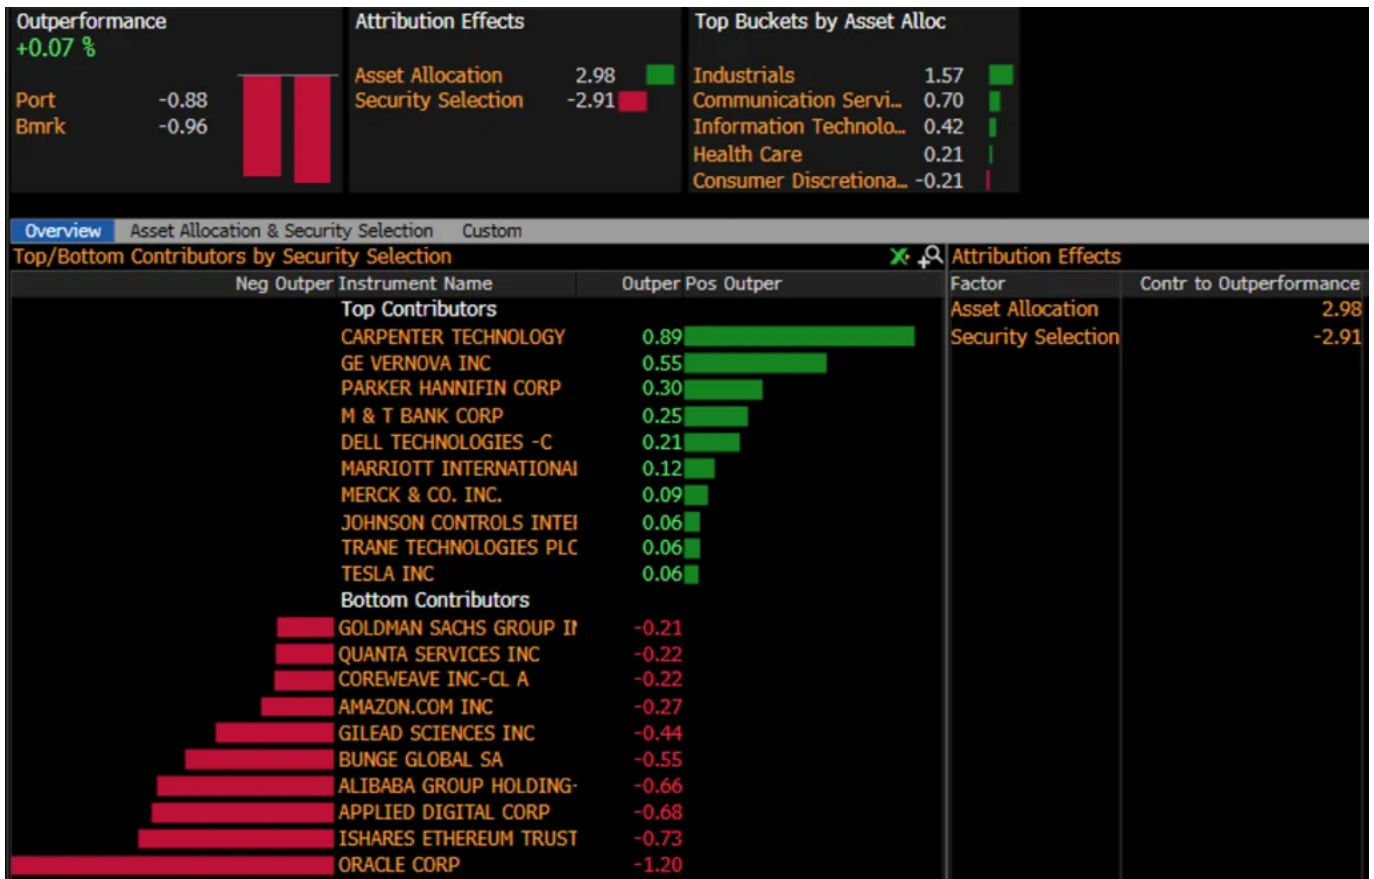 Outperformance
+0.07 %
Port -0.88
Bmrk -0.96
Attribution Effects
Asset Allocation 2.98
Security Selection -2.91
Top Buckets by Asset Alloc
Industrials 1.57
Communication Servi… 0.70
Information Technolo… 0.42
Health Care 0.21
Consumer Discretiona… -0.21
Overview Asset Allocation & Security Selection Custom
Top/Bottom Contributors by Security Selection
Neg Outper Instrument Name Outper Pos Outper
Top Contributors
CARPENTER TECHNOLOGY 0.89
GE VERNOVA INC 0.55
PARKER HANNIFIN CORP 0.30
M & T BANK CORP 0.25
DELL TECHNOLOGIES -C 0.21
MARRIOTT INTERNATIONAL 0.12
MERCK & CO. INC. 0.09
JOHNSON CONTROLS INTE 0.06
TRANE TECHNOLOGIES PLC 0.06
TESLA INC 0.06
Bottom Contributors
GOLDMAN SACHS GROUP IN -0.21
QUANTA SERVICES INC -0.22
COREWEAVE INC-CL A -0.22
AMAZON.COM INC -0.27
GILEAD SCIENCES INC -0.44
BUNGE GLOBAL SA -0.55
ALIBABA GROUP HOLDING- -0.66
APPLIED DIGITAL CORP -0.68
ISHARES ETHEREUM TRUST -0.73
ORACLE CORP -1.20
Attribution Effects
Factor Contr to Outperformance
Asset Allocation 2.98
Security Selection -2.91